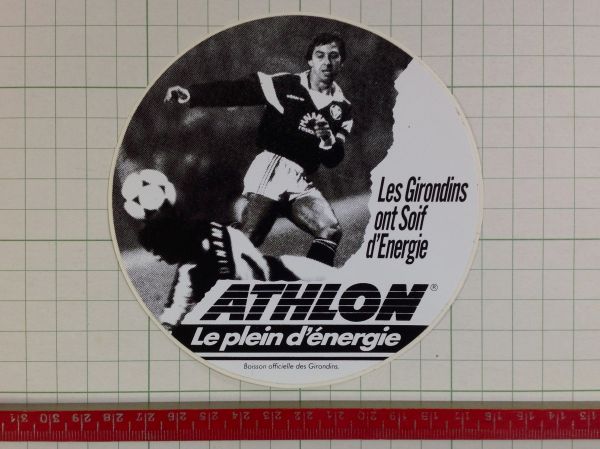 Les Girondins
ont Soif
d'Energie
ATHLON®
Le plein d'énergie
Boisson officielle des Girondins.